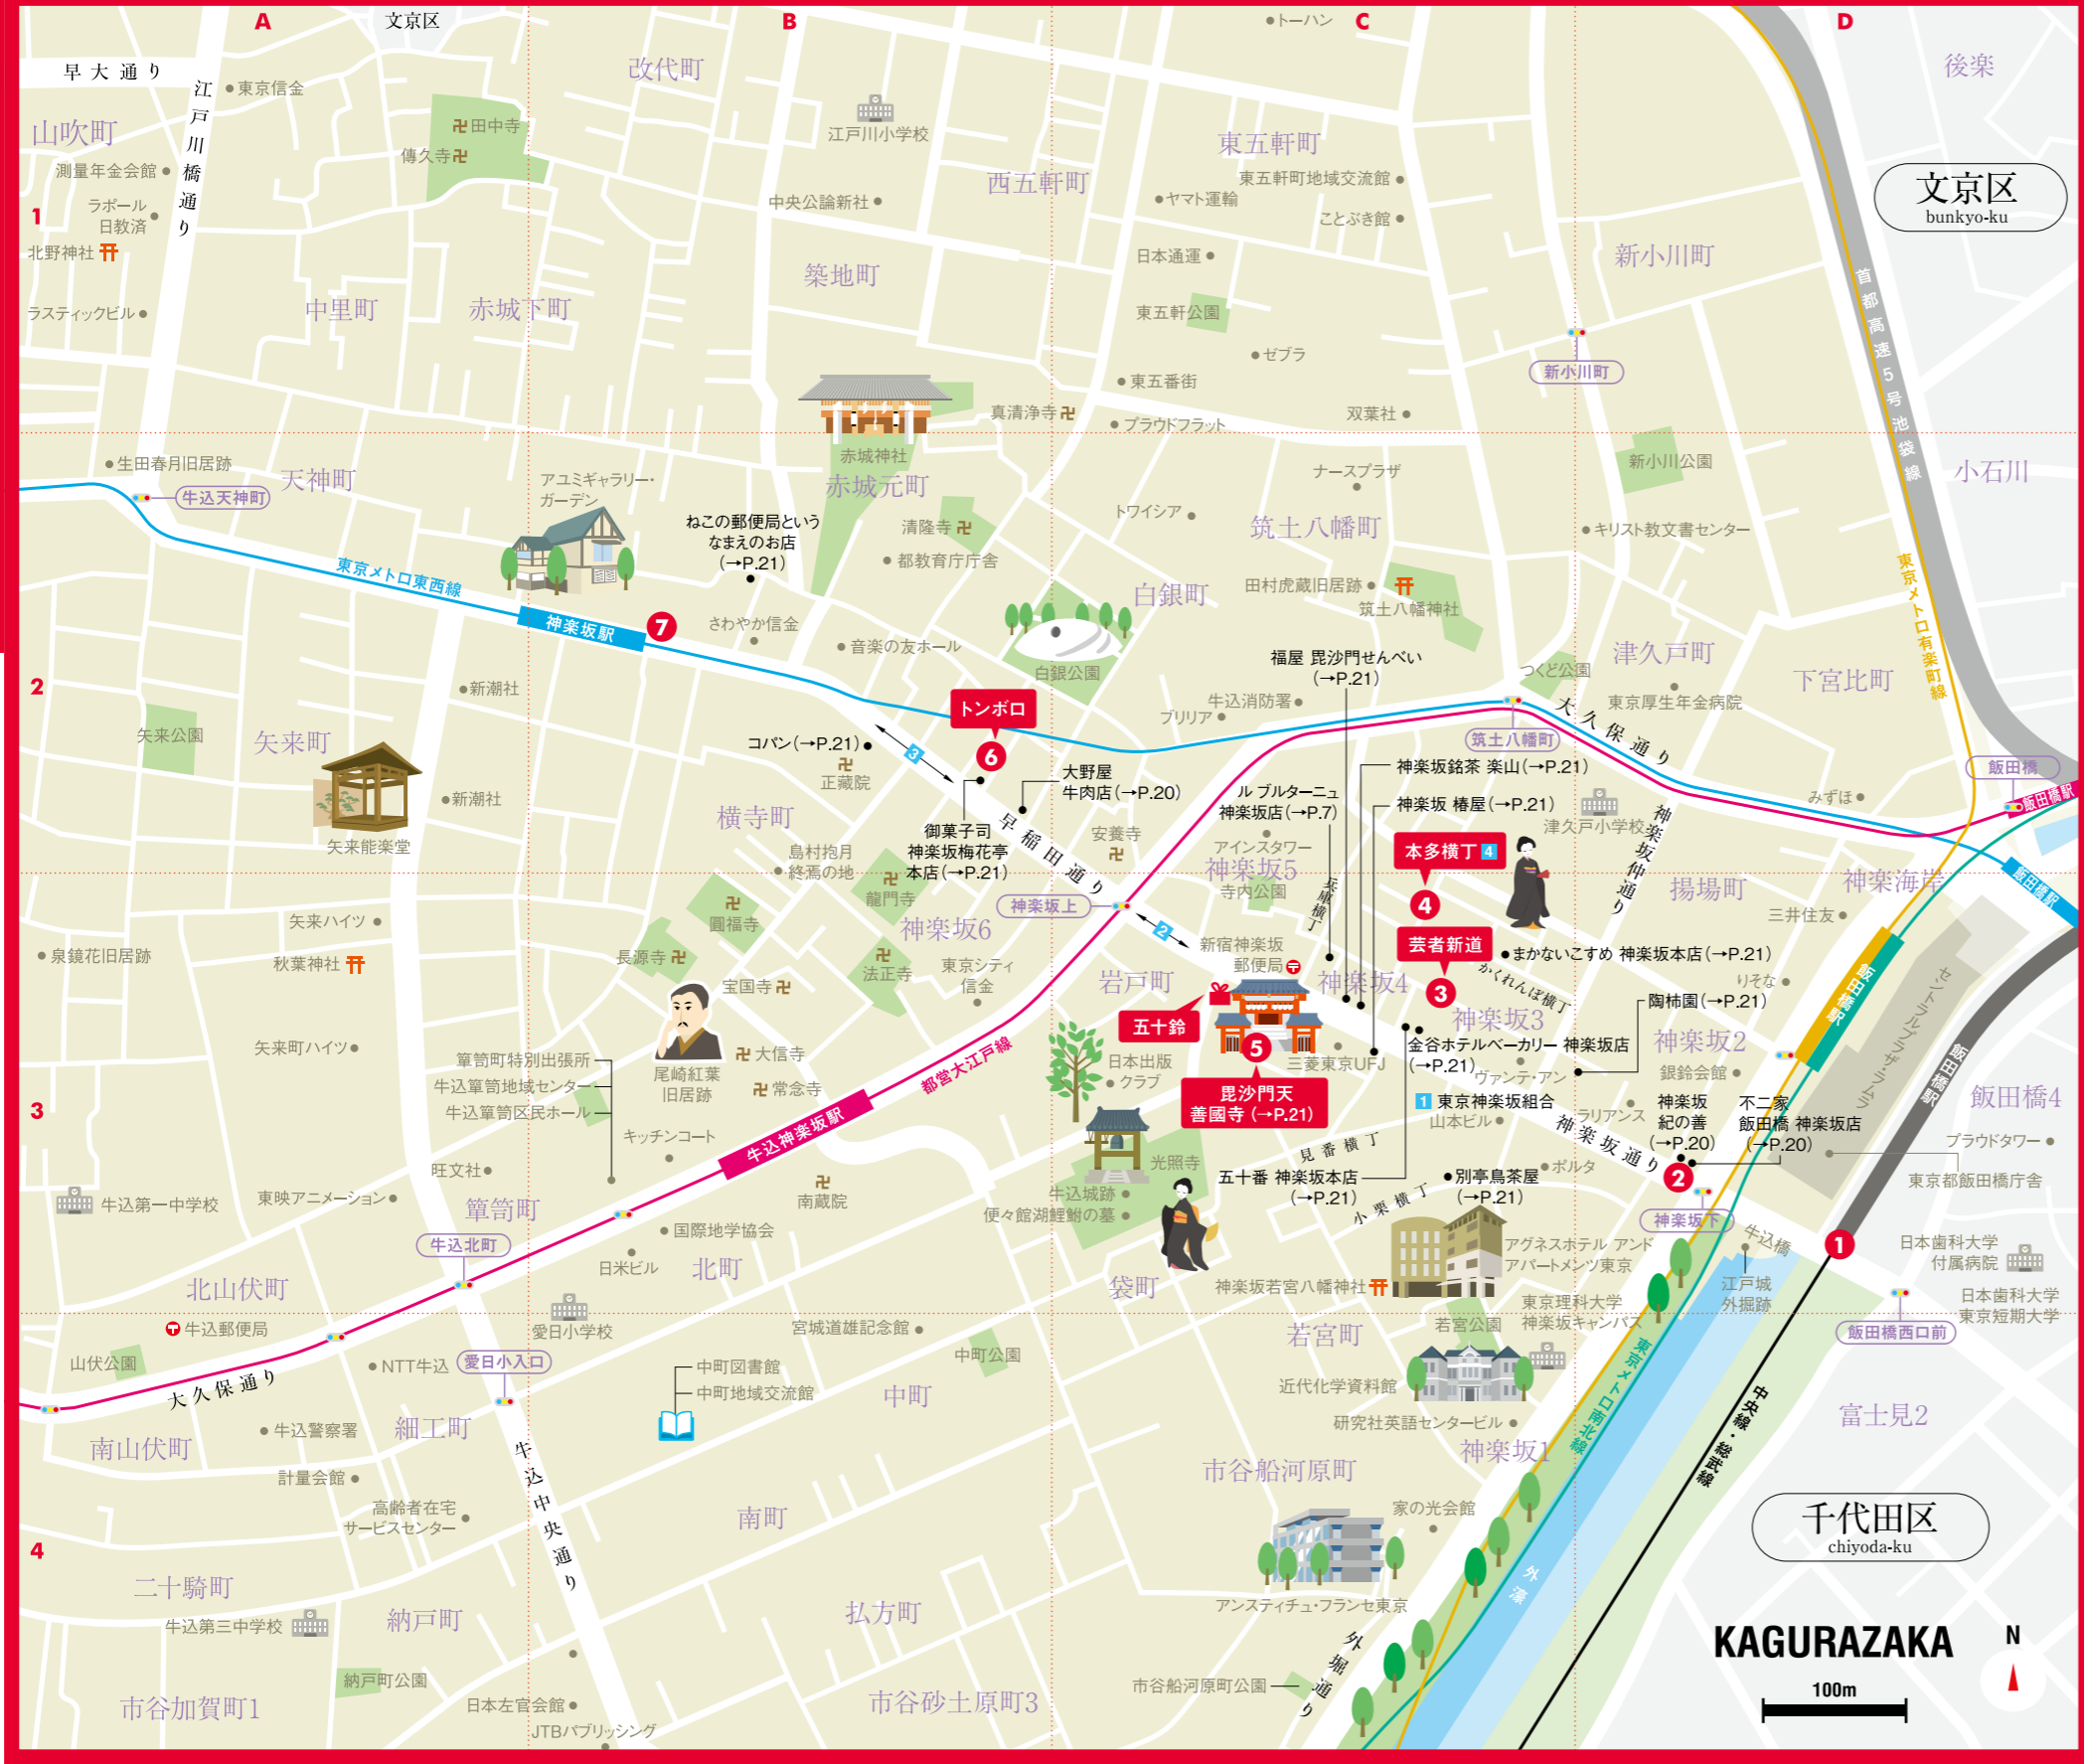 A
文京区
B
C
D
トーハン
早大通り
江戸川橋通り
東京信金
改代町
後楽
山吹町
田中寺
傳久寺
江戸川小学校
東五軒町
測量年金会館
西五軒町
東五軒町地域交流館
文京区
bunkyo-ku
ラポール
日教済
中央公論新社
ヤマト運輸
ことぶき館
1
北野神社
日本通運
新小川町
築地町
首都高速5号池袋線
ラスティックビル
中里町
赤城下町
東五軒公園
ゼブラ
新小川町
東五番街
真清浄寺
双葉社
プラウドフラット
赤城神社
生田春月旧居跡
天神町
アユミギャラリー・
ガーデン
赤城元町
ナースプラザ
新小川公園
小石川
牛込天神町
ねこの郵便局という
なまえのお店
(→P.21)
清隆寺
トワイシア
筑土八幡町
キリスト教文書センター
都教育庁庁舎
東京メトロ東西線
東京メトロ有楽町線
田村虎蔵旧居跡
白銀町
筑土八幡神社
神楽坂駅
7
さわやか信金
音楽の友ホール
白銀公園
福屋 毘沙門せんべい
(→P.21)
つくど公園
津久戸町
下宮比町
2
新潮社
トンボロ
牛込消防署
ブリリア
東京厚生年金病院
大久保通り
矢来公園
矢来町
コパン(→P.21)
3
6
筑土八幡町
飯田橋
正蔵院
大野屋
牛肉店(→P.20)
神楽坂銘茶 楽山(→P.21)
飯田橋駅
新潮社
ル ブルターニュ
神楽坂店(→P.7)
神楽坂 椿屋(→P.21)
みずほ
横寺町
御菓子司
神楽坂梅花亭
本店(→P.21)
早稲田通り
安養寺
アインスタワー
津久戸小学校
神楽坂仲通り
矢来能楽堂
島村抱月
終焉の地
本多横丁 4
神楽坂5
寺内公園
兵庫横丁
揚場町
神楽海岸
飯田橋駅
龍門寺
神楽坂上
4
三井住友
矢来ハイツ
圓福寺
神楽坂6
2
新宿神楽坂
郵便局
芸者新道
まかないこすめ 神楽坂本店(→P.21)
泉鏡花旧居跡
秋葉神社
長源寺
法正寺
東京シティ
信金
岩戸町
神楽坂4
かくれんぼ横丁
りそな
飯田橋駅
セントラルプラザ・ラムラ
宝国寺
3
陶柿園(→P.21)
五十鈴
神楽坂3
矢来町ハイツ
大信寺
都営大江戸線
5
三菱東京UFJ
金谷ホテルベーカリー 神楽坂店
(→P.21)
神楽坂2
飯田橋駅
篳笥町特別出張所
日本出版
クラブ
ヴァンテ・アン
銀鈴会館
牛込箪笥地域センター
尾崎紅葉
旧居跡
常念寺
毘沙門天
善國寺 (→P.21)
1 東京神楽坂組合
山本ビル
ラリアンス
神楽坂
紀の善
(→P.20)
不二家
飯田橋 神楽坂店
(→P.20)
飯田橋4
3
牛込箪笥区民ホール
牛込神楽坂駅
神楽坂通り
キッチンコート
見番横丁
プラウドタワー
旺文社
光照寺
五十番 神楽坂本店
(→P.21)
別亭鳥茶屋
(→P.21)
ポルタ
2
東京都飯田橋庁舎
牛込第一中学校
東映アニメーション
南蔵院
牛込城跡
便々館湖鯉鮒の墓
小栗横丁
神楽坂下
箪笥町
国際地学協会
牛込橋
1
牛込北町
日米ビル
北町
アグネスホテル アンド
アパートメンツ東京
日本歯科大学
付属病院
北山伏町
袋町
神楽坂若宮八幡神社
江戸城
外掘跡
日本歯科大学
東京短期大学
牛込郵便局
愛日小学校
宮城道雄記念館
若宮町
若宮公園
東京理科大学
神楽坂キャンパス
飯田橋西口前
山伏公園
NTT牛込
愛日小入口
中町図書館
中町公園
東京メトロ南北線
大久保通り
中町地域交流館
中町
近代化学資料館
中央線・総武線
富士見2
南山伏町
牛込警察署
細工町
研究社英語センタービル
神楽坂1
計量会館
牛込中央通り
市谷船河原町
高齢者在宅
サービスセンター
南町
家の光会館
千代田区
chiyoda-ku
4
外濠
二十騎町
納戸町
払方町
アンスティチュ・フランセ東京
牛込第三中学校
外堀通り
KAGURAZAKA
N
納戸町公園
市谷船河原町公園
100m
市谷加賀町1
日本左官会館
市谷砂土原町3
JTBパブリッシング